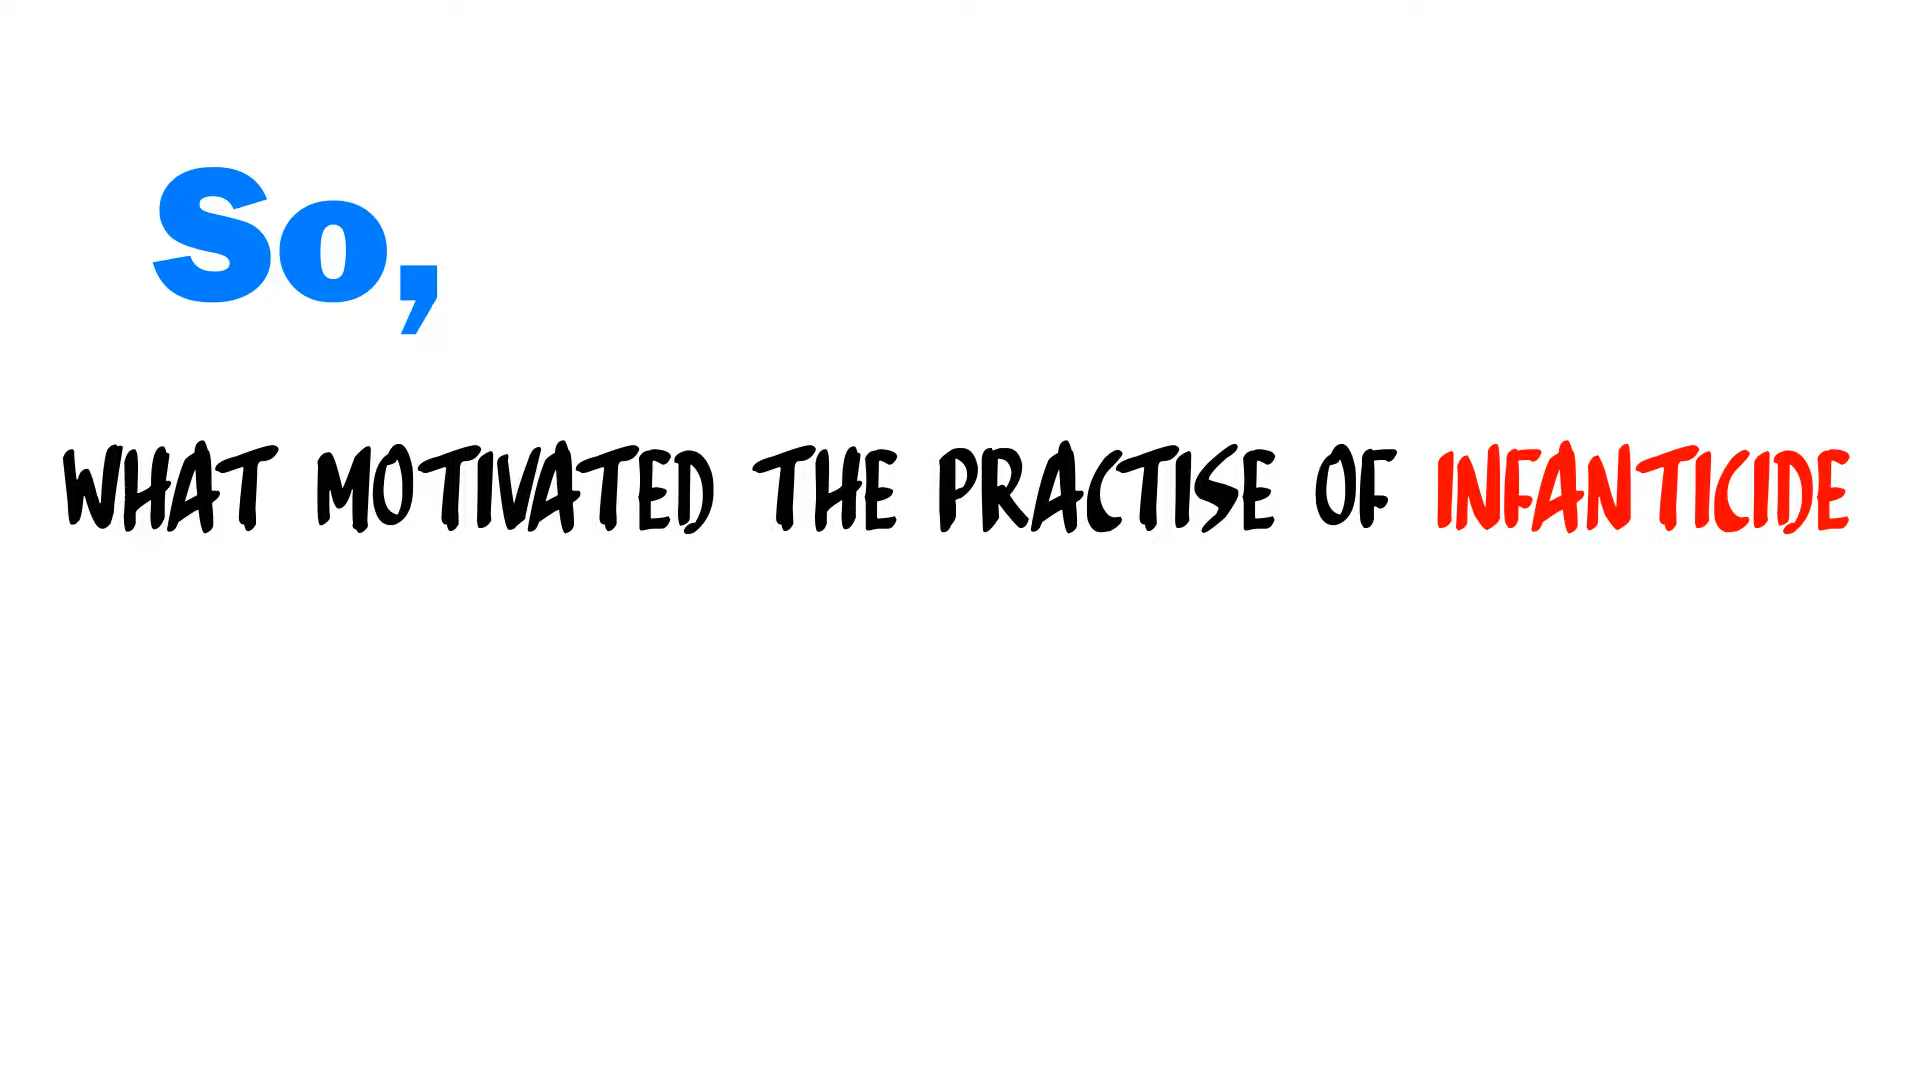 So,
WHAT MOTIVATED THE PRACTISE OF INFANTICIDE